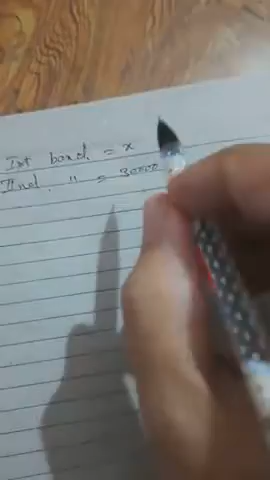 Ist bond = x
IInd. " = 30000